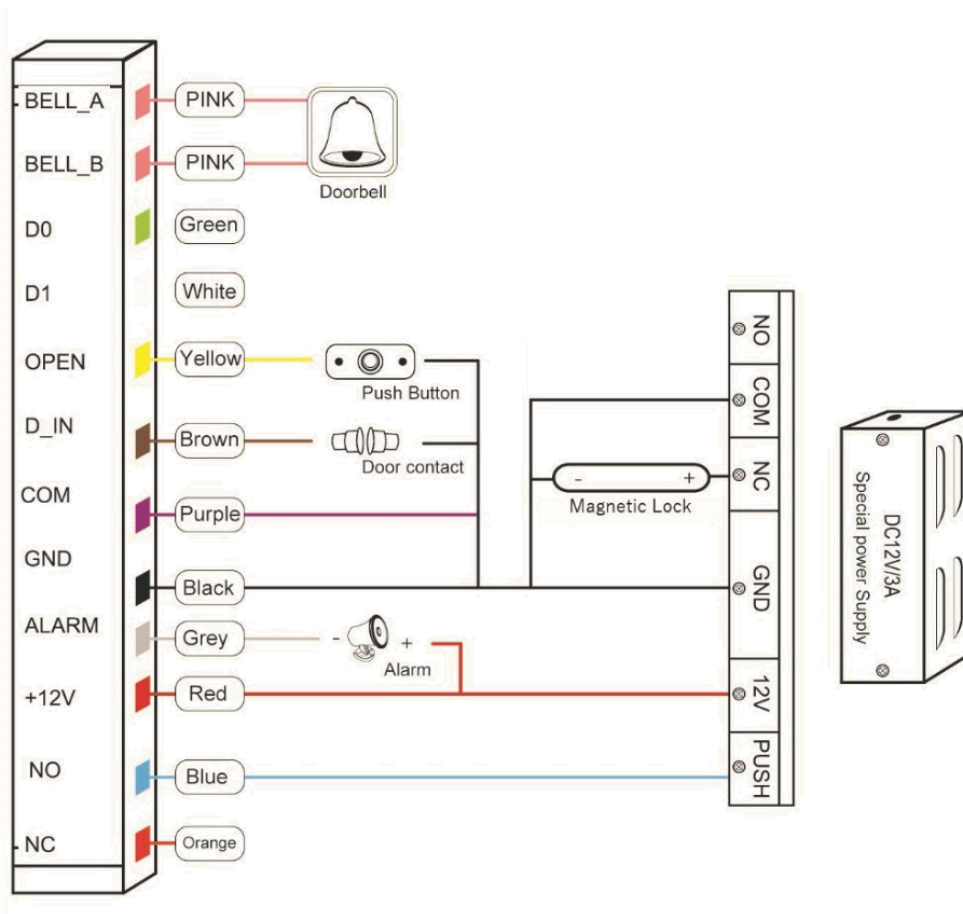 BELL_A
PINK
BELL_B
PINK
Doorbell
D0
Green
D1
White
OPEN
Yellow
Push Button
D_IN
Brown
Door contact
COM
Purple
GND
Black
ALARM
Grey
-
+
Alarm
+12V
Red
NO
Blue
NC
Orange
- +
Magnetic Lock
NO
COM
NC
GND
12V
PUSH
DC12V/3A
Special power Supply